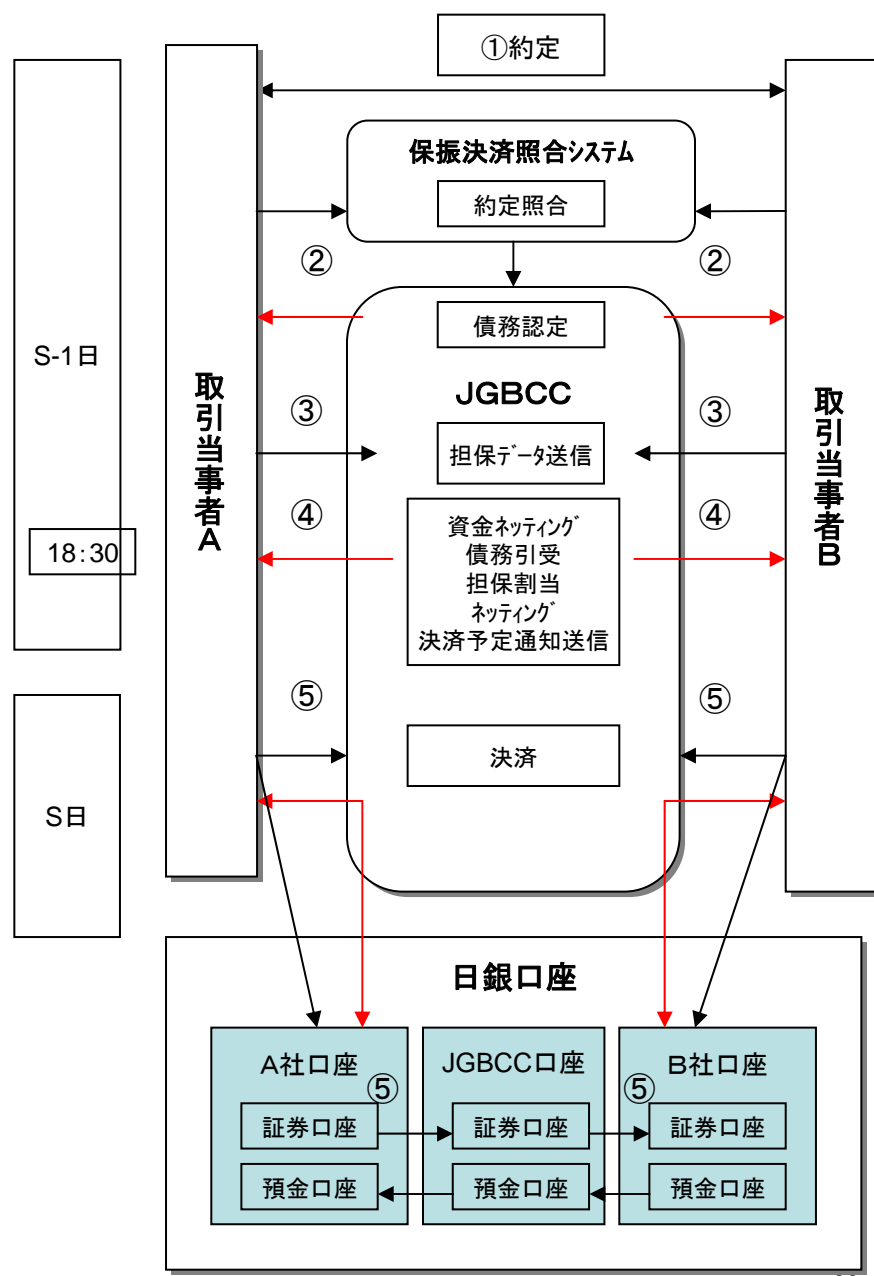 ①約定
保振決済照合システム
約定照合
②
②
債務認定
S-1日
取引当事者A
取引当事者B
JGBCC
③
③
担保ﾃﾞｰﾀ送信
④
④
18:30
資金ﾈｯﾃｨﾝｸﾞ
債務引受
担保割当
ﾈｯﾃｨﾝｸﾞ
決済予定通知送信
⑤
⑤
決済
S日
日銀口座
A社口座
JGBCC口座
B社口座
⑤
⑤
証券口座
証券口座
証券口座
預金口座
預金口座
預金口座